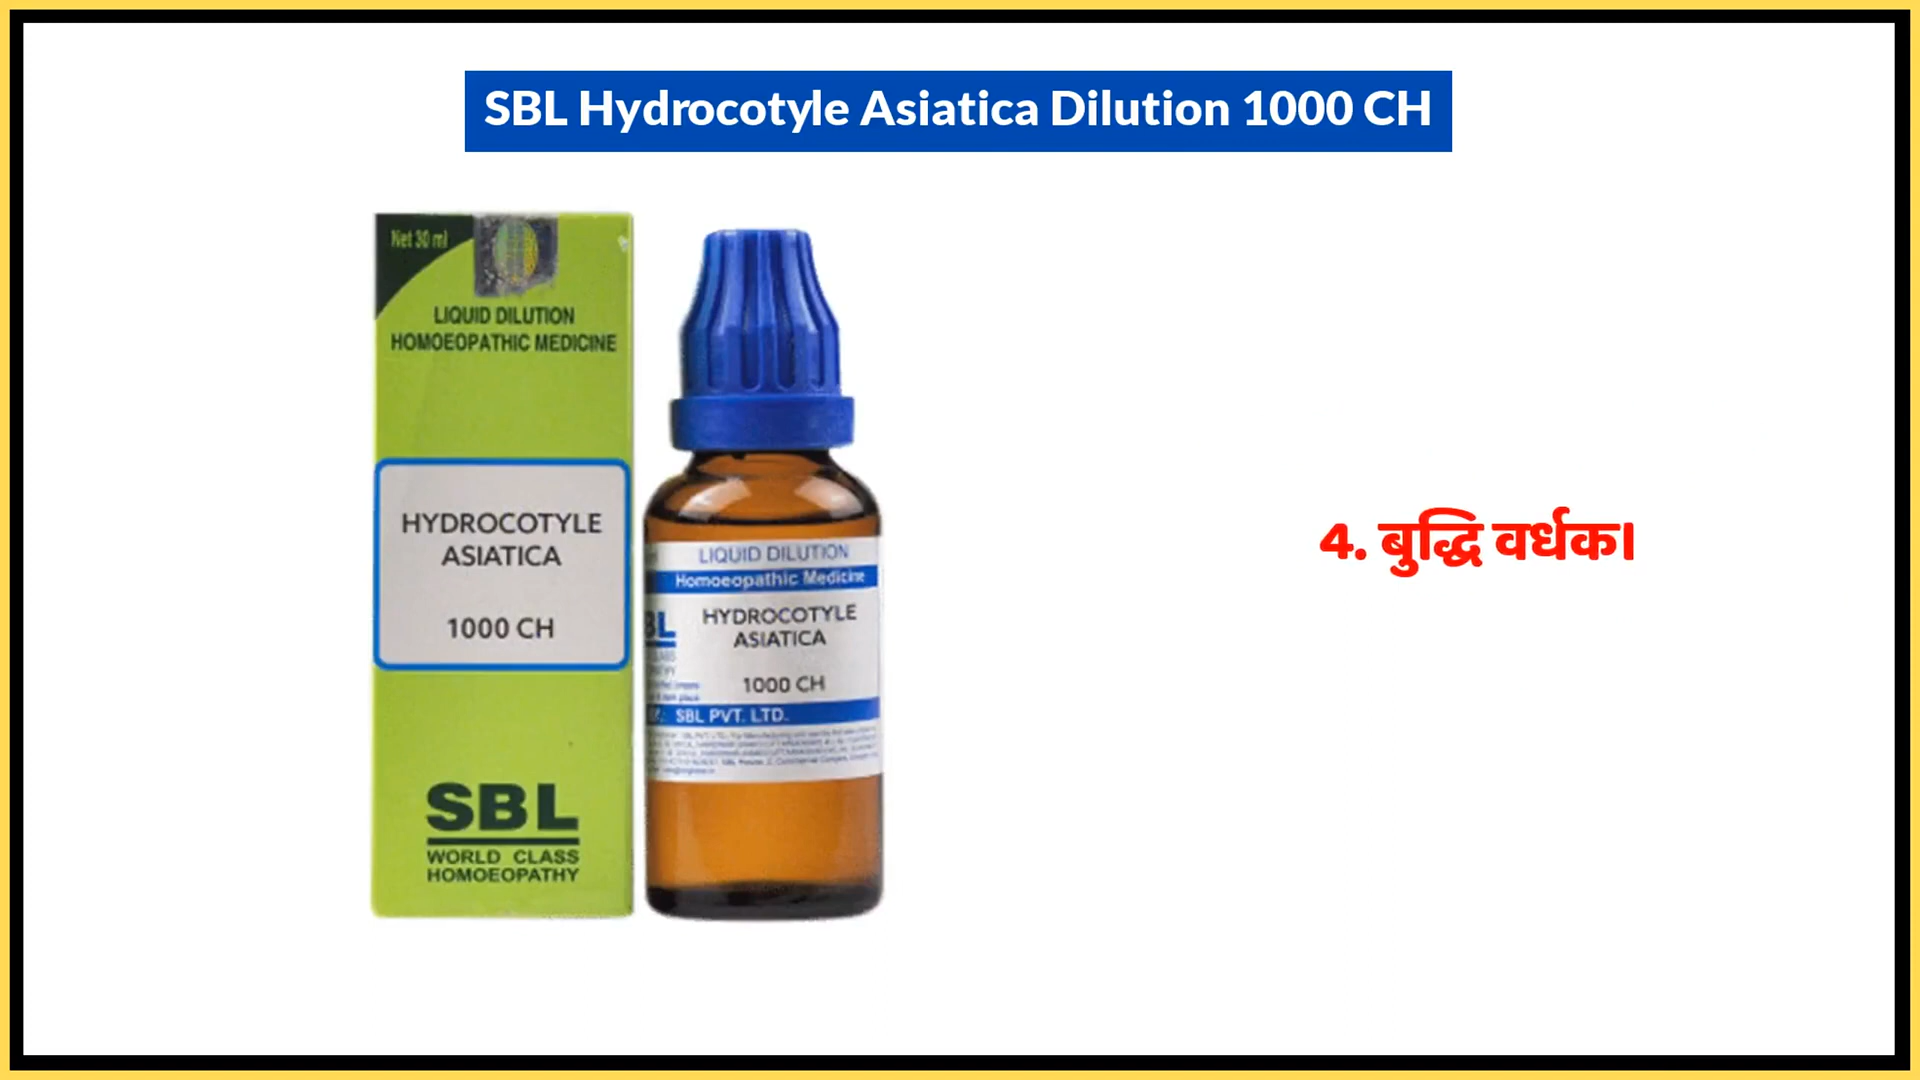 SBL Hydrocotyle Asiatica Dilution 1000 CH
Net 30 ml
LIQUID DILUTION
HOMOEOPATHIC MEDICINE
HYDROCOTYLE
ASIATICA
1000 CH
SBL
WORLD CLASS
HOMOEOPATHY
LIQUID DILUTION
Homoeopathic Medicine
BL
HYDROCOTYLE
ASIATICA
1000 CH
SBL PVT. LTD.
4. बुद्धि वर्धक।